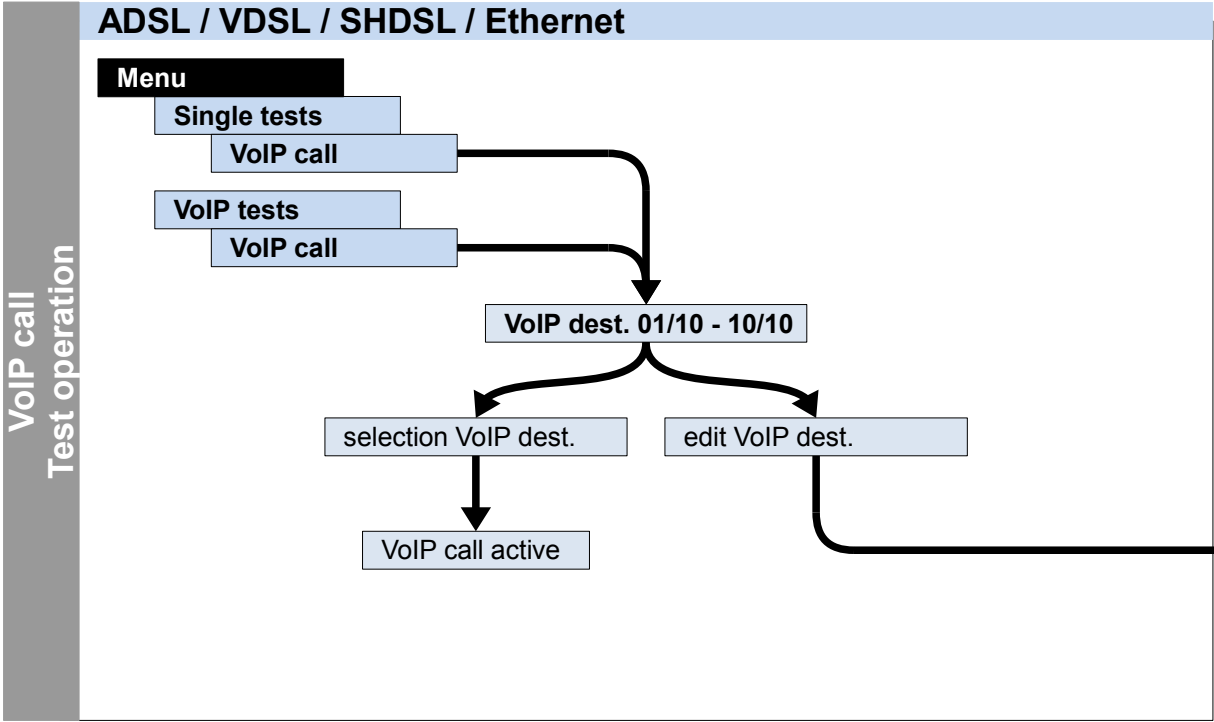 ADSL / VDSL / SHDSL / Ethernet
VoIP call
Test operation
Menu
Single tests
VoIP call
VoIP tests
VoIP call
VoIP dest. 01/10 - 10/10
selection VoIP dest.
edit VoIP dest.
VoIP call active